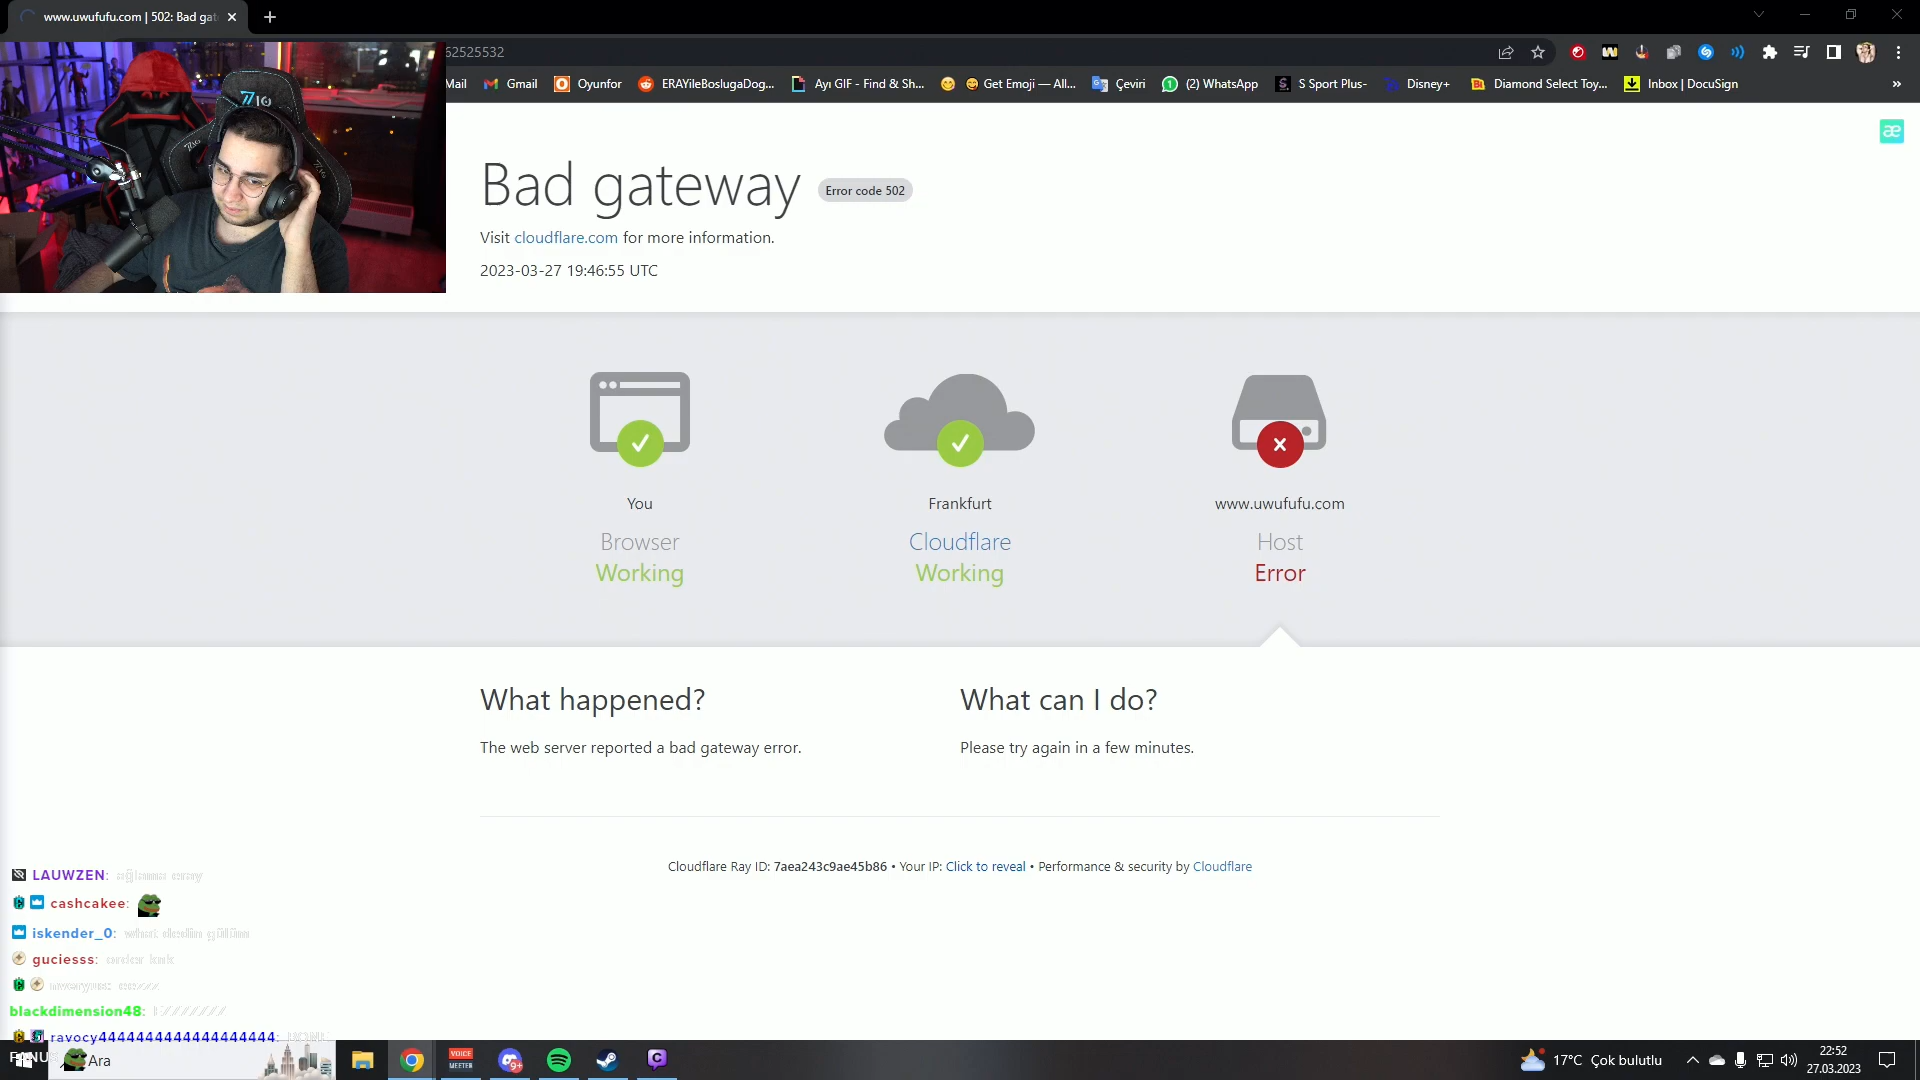 www.uwufufu.com | 502: Bad gat
62525532
Mail
Gmail
Oyunfor
ERAYileBoslugaDog...
Ayı GIF - Find & Sh...
Get Emoji — All...
Çeviri
(2) WhatsApp
S Sport Plus-
Disney+
Diamond Select Toy...
Inbox | DocuSign
»
Bad gateway
Error code 502
Visit cloudflare.com for more information.
2023-03-27 19:46:55 UTC
You
Browser
Working
Frankfurt
Cloudflare
Working
www.uwufufu.com
Host
Error
What happened?
The web server reported a bad gateway error.
What can I do?
Please try again in a few minutes.
Cloudflare Ray ID: 7aea243c9ae45b86 • Your IP: Click to reveal • Performance & security by Cloudflare
LAUWZEN:
cashcakee:
iskender_0:
guciesss:
blackdimension48:
Ara
VOICE
MEETER
9+
17°C Çok bulutlu
22:52
27.03.2023